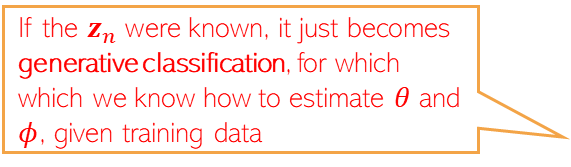 If the 𝐳ₙ were known, it just becomes
generative classification, for which
which we know how to estimate 𝜽 and
𝝓, given training data